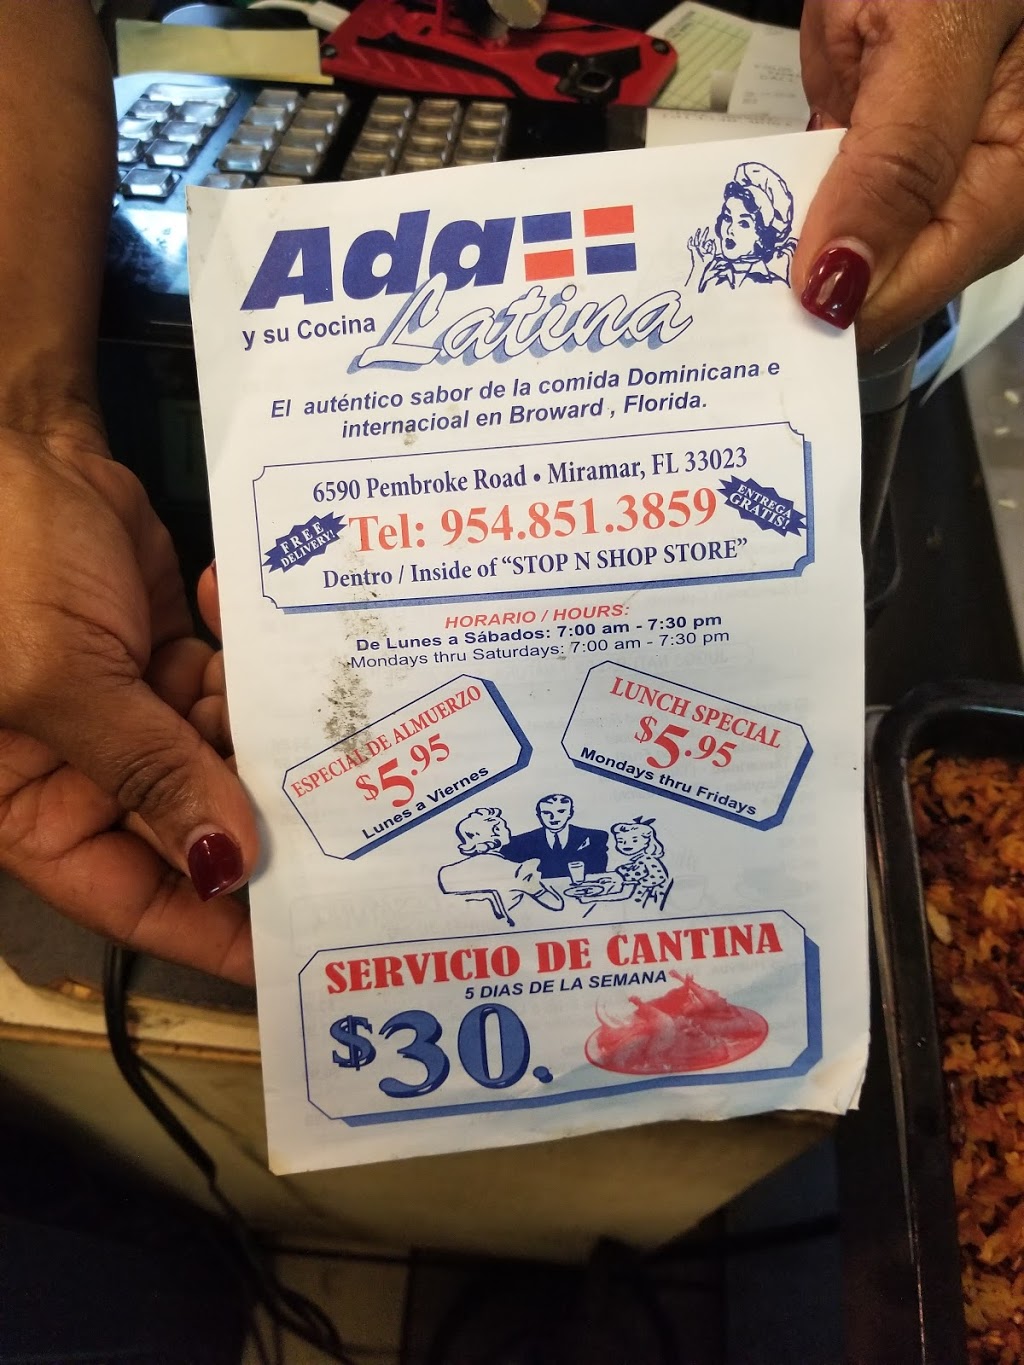 Ada
y su Cocina Latina
El auténtico sabor de la comida Dominicana e
internacioal en Broward , Florida.
6590 Pembroke Road • Miramar, FL 33023
FREE
DELIVERY!
Tel: 954.851.3859
ENTREGA
GRATIS!
Dentro / Inside of “STOP N SHOP STORE”
HORARIO / HOURS:
De Lunes a Sábados: 7:00 am - 7:30 pm
Mondays thru Saturdays: 7:00 am - 7:30 pm
ESPECIAL DE ALMUERZO
$5.95
Lunes a Viernes
LUNCH SPECIAL
$5.95
Mondays thru Fridays
SERVICIO DE CANTINA
5 DIAS DE LA SEMANA
$30.